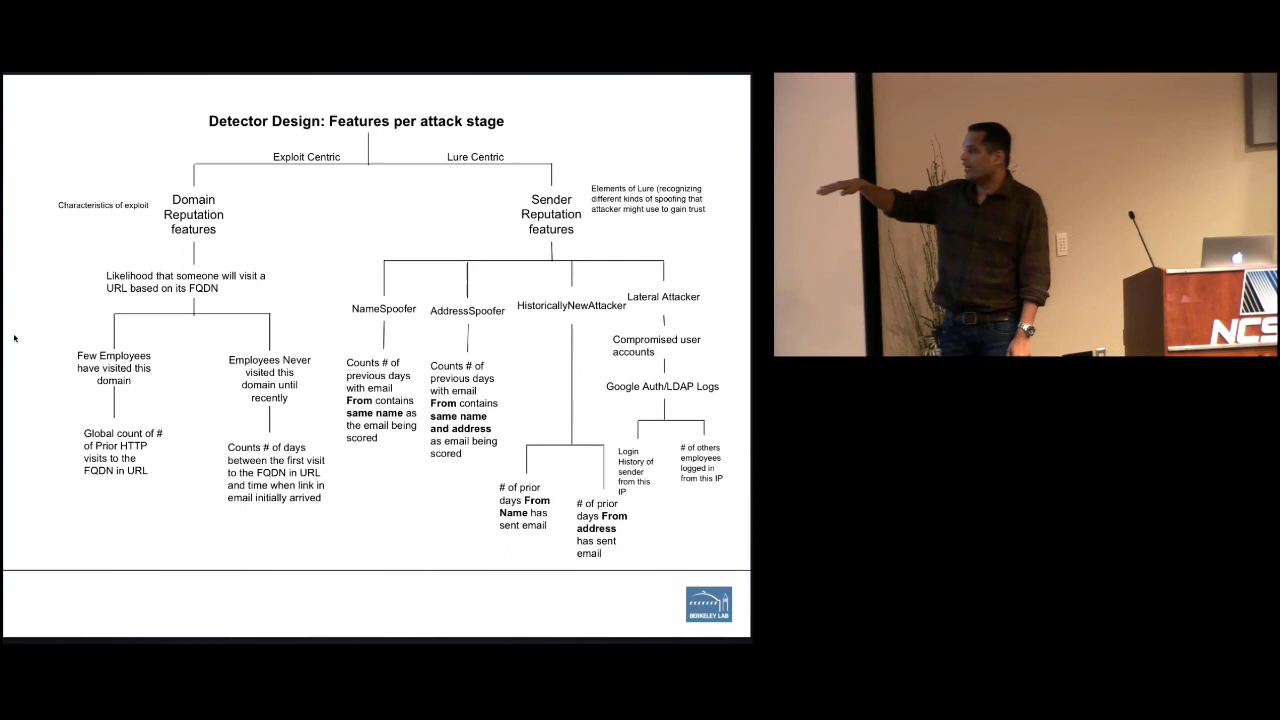 Detector Design: Features per attack stage
Exploit Centric
Lure Centric
Characteristics of exploit
Domain
Reputation
features
Sender
Reputation
features
Elements of Lure (recognizing
different kinds of spoofing that
attacker might use to gain trust
Likelihood that someone will visit a
URL based on its FQDN
NameSpoofer
AddressSpoofer
HistoricallyNewAttacker
Lateral Attacker
Few Employees
have visited this
domain
Employees Never
visited this
domain until
recently
Counts # of
previous days
with email
From contains
same name as
the email being
scored
Counts # of
previous days
with email
From contains
same name
and address
as email being
scored
Compromised user
accounts
Google Auth/LDAP Logs
Global count of #
of Prior HTTP
visits to the
FQDN in URL
Counts # of days
between the first visit
to the FQDN in URL
and time when link in
email initially arrived
# of prior
days From
Name has
sent email
# of prior
days From
address
has sent
email
Login
History of
sender
from this
IP
# of others
employees
logged in
from this IP
BERKELEY LAB
NCS